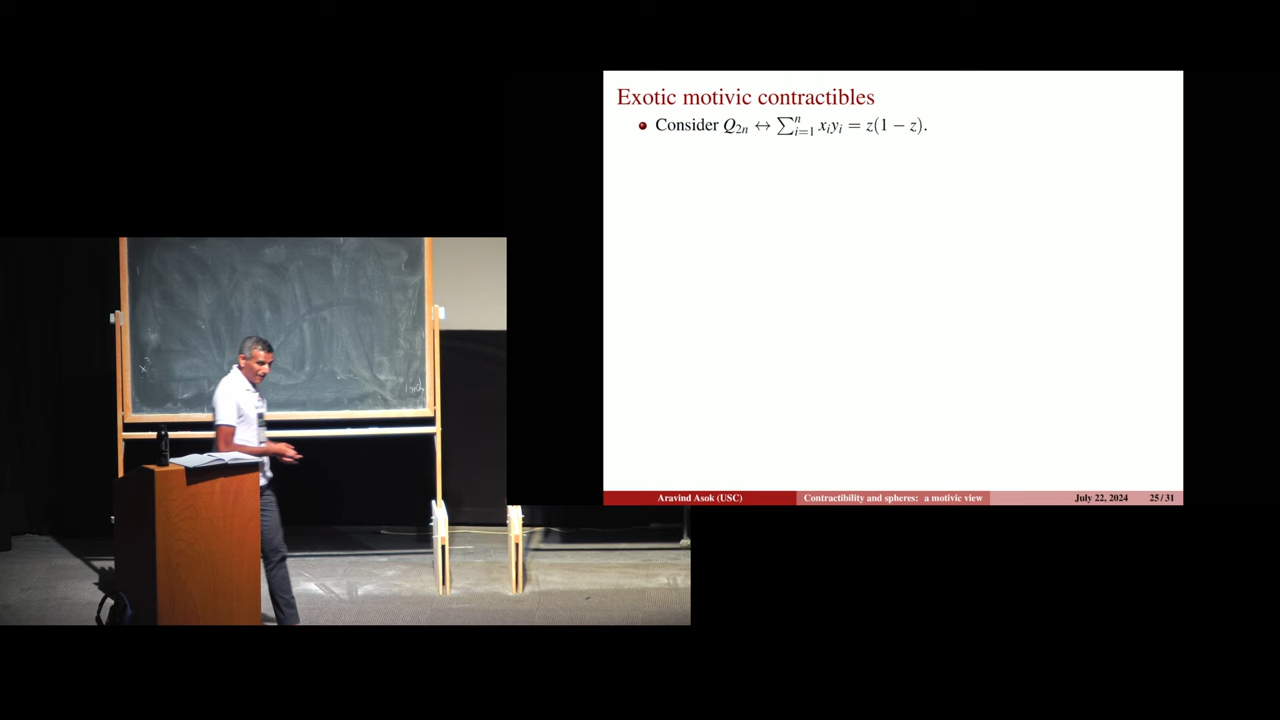 Exotic motivic contractibles
Consider Q_{2n} ↔ ∑_{i=1}^{n} x_i y_i = z(1 − z).
Aravind Asok (USC) Contractibility and spheres: a motivic view July 22, 2024 25 / 31